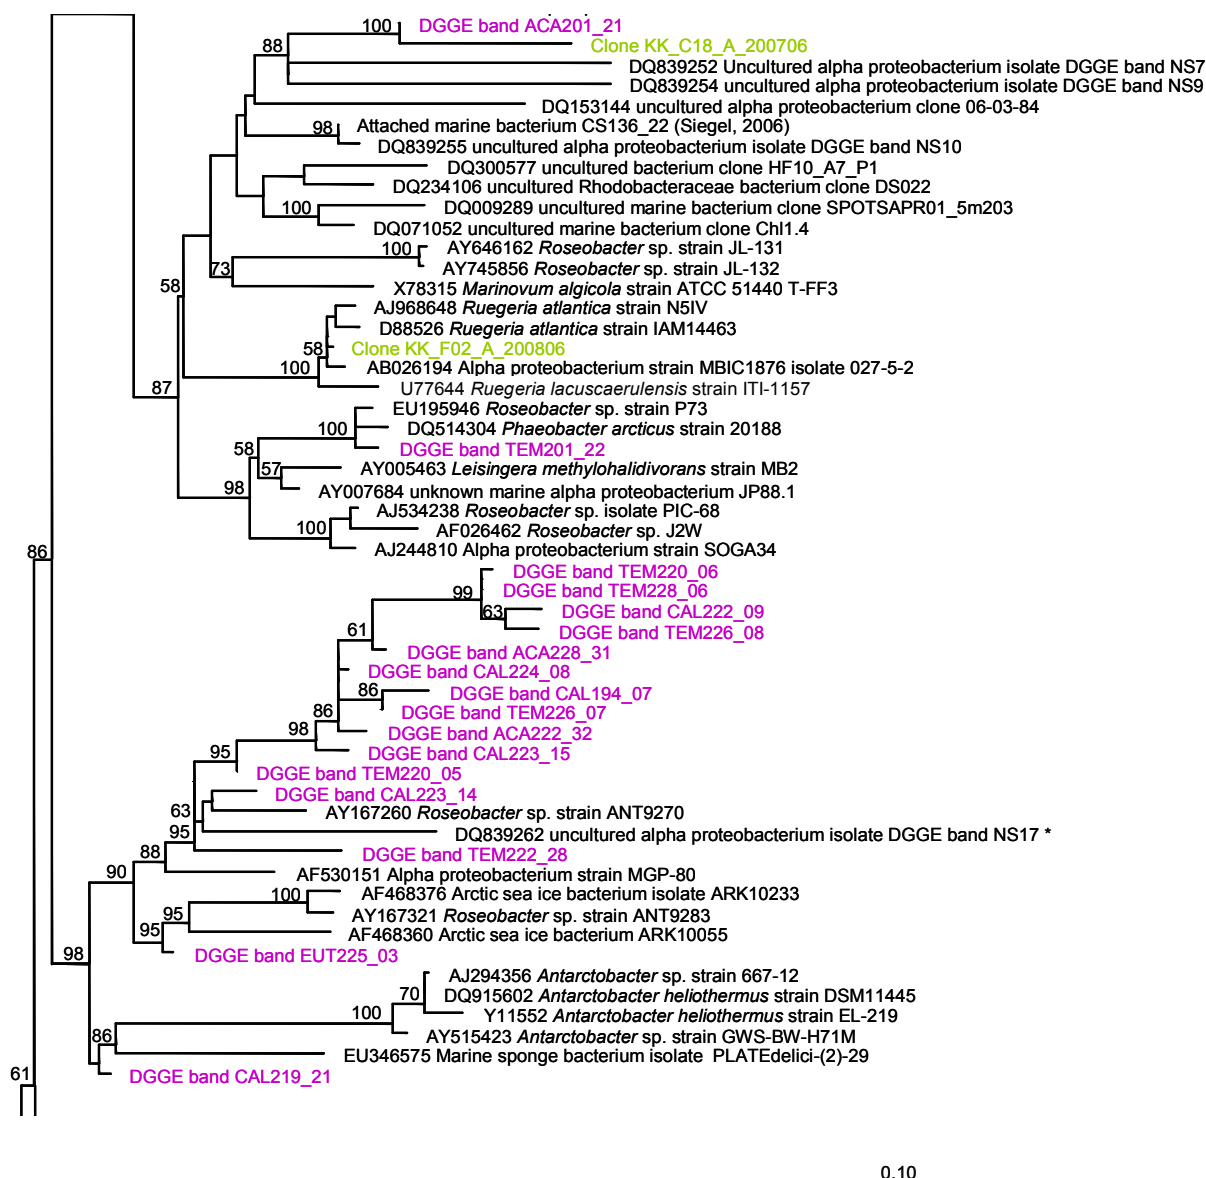 100 DGGE band ACA201_21
88 Clone KK_C18_A_200706
DQ839252 Uncultured alpha proteobacterium isolate DGGE band NS7
DQ839254 uncultured alpha proteobacterium isolate DGGE band NS9
DQ153144 uncultured alpha proteobacterium clone 06-03-84
98 Attached marine bacterium CS136_22 (Siegel, 2006)
DQ839255 uncultured alpha proteobacterium isolate DGGE band NS10
DQ300577 uncultured bacterium clone HF10_A7_P1
DQ234106 uncultured Rhodobacteraceae bacterium clone DS022
100 DQ009289 uncultured marine bacterium clone SPOTSAPR01_5m203
DQ071052 uncultured marine bacterium clone Chl1.4
100 AY646162 Roseobacter sp. strain JL-131
73 AY745856 Roseobacter sp. strain JL-132
58 X78315 Marinovum algicola strain ATCC 51440 T-FF3
AJ968648 Ruegeria atlantica strain N5IV
D88526 Ruegeria atlantica strain IAM14463
58 Clone KK_F02_A_200806
100 AB026194 Alpha proteobacterium strain MBIC1876 isolate 027-5-2
87 U77644 Ruegeria lacuscaerulensis strain ITI-1157
EU195946 Roseobacter sp. strain P73
100 DQ514304 Phaeobacter arcticus strain 20188
58 DGGE band TEM201_22
57 AY005463 Leisingera methylohalidivorans strain MB2
98 AY007684 unknown marine alpha proteobacterium JP88.1
AJ534238 Roseobacter sp. isolate PIC-68
100 AF026462 Roseobacter sp. J2W
86 AJ244810 Alpha proteobacterium strain SOGA34
DGGE band TEM220_06
99 DGGE band TEM228_06
63 DGGE band CAL222_09
61 DGGE band TEM226_08
DGGE band ACA228_31
DGGE band CAL224_08
86 DGGE band CAL194_07
86 DGGE band TEM226_07
98 DGGE band ACA222_32
95 DGGE band CAL223_15
DGGE band TEM220_05
DGGE band CAL223_14
63 AY167260 Roseobacter sp. strain ANT9270
95 DQ839262 uncultured alpha proteobacterium isolate DGGE band NS17 *
88 DGGE band TEM222_28
90 AF530151 Alpha proteobacterium strain MGP-80
100 AF468376 Arctic sea ice bacterium isolate ARK10233
95 AY167321 Roseobacter sp. strain ANT9283
95 AF468360 Arctic sea ice bacterium ARK10055
98 DGGE band EUT225_03
AJ294356 Antarctobacter sp. strain 667-12
70 DQ915602 Antarctobacter heliothermus strain DSM11445
100 Y11552 Antarctobacter heliothermus strain EL-219
86 AY515423 Antarctobacter sp. strain GWS-BW-H71M
EU346575 Marine sponge bacterium isolate PLATEdelici-(2)-29
61 DGGE band CAL219_21
0.10